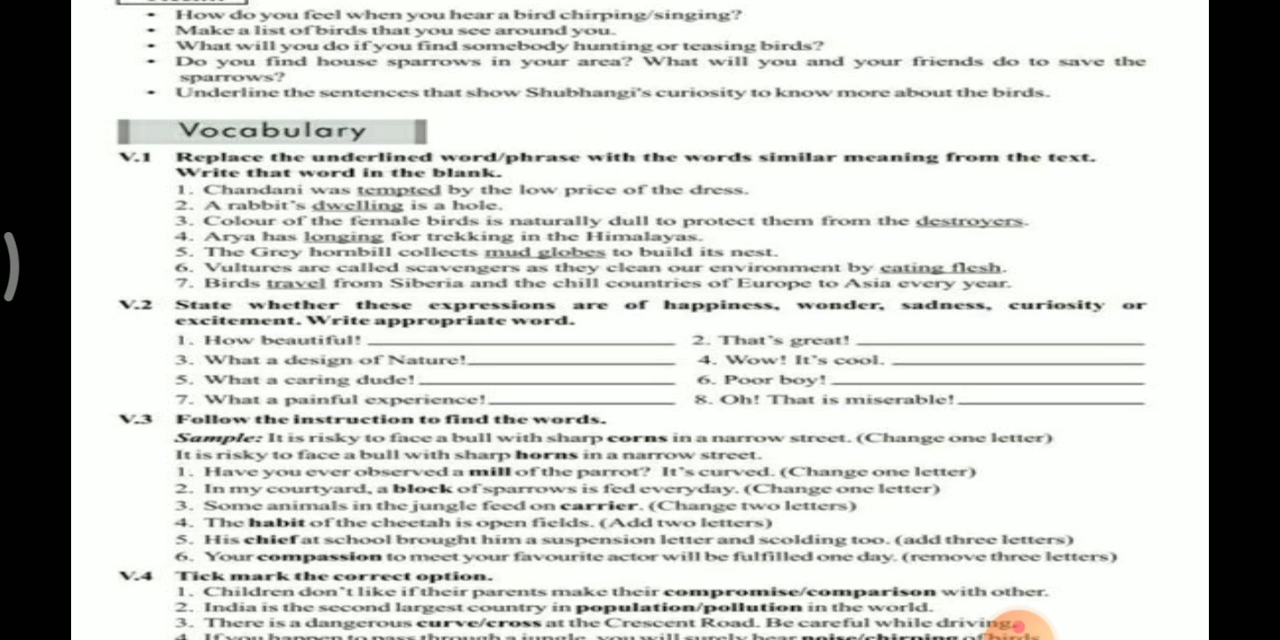 • How do you feel when you hear a bird chirping/singing?
• Make a list of birds that you see around you.
• What will you do if you find somebody hunting or teasing birds?
• Do you find house sparrows in your area? What will you and your friends do to save the
sparrows?
• Underline the sentences that show Shubhangi's curiosity to know more about the birds.
Vocabulary
V.1 Replace the underlined word/phrase with the words similar meaning from the text.
Write that word in the blank.
1. Chandani was tempted by the low price of the dress.
2. A rabbit's dwelling is a hole.
3. Colour of the female birds is naturally dull to protect them from the destroyers.
4. Arya has longing for trekking in the Himalayas.
5. The Grey hornbill collects mud globes to build its nest.
6. Vultures are called scavengers as they clean our environment by eating flesh.
7. Birds travel from Siberia and the chill countries of Europe to Asia every year.
V.2 State whether these expressions are of happiness, wonder, sadness, curiosity or
excitement. Write appropriate word.
1. How beautiful! 2. That's great!
3. What a design of Nature! 4. Wow! It's cool.
5. What a caring dude! 6. Poor boy!
7. What a painful experience! 8. Oh! That is miserable!
V.3 Follow the instruction to find the words.
Sample: It is risky to face a bull with sharp corns in a narrow street. (Change one letter)
It is risky to face a bull with sharp horns in a narrow street.
1. Have you ever observed a mill of the parrot? It's curved. (Change one letter)
2. In my courtyard, a block of sparrows is fed everyday. (Change one letter)
3. Some animals in the jungle feed on carrier. (Change two letters)
4. The habit of the cheetah is open fields. (Add two letters)
5. His chief at school brought him a suspension letter and scolding too. (add three letters)
6. Your compassion to meet your favourite actor will be fulfilled one day. (remove three letters)
V.4 Tick mark the correct option.
1. Children don't like if their parents make their compromise/comparison with other.
2. India is the second largest country in population/pollution in the world.
3. There is a dangerous curve/cross at the Crescent Road. Be careful while driving.
4. If you happen to pass through a jungle, you will surely hear noise/chirping of birds